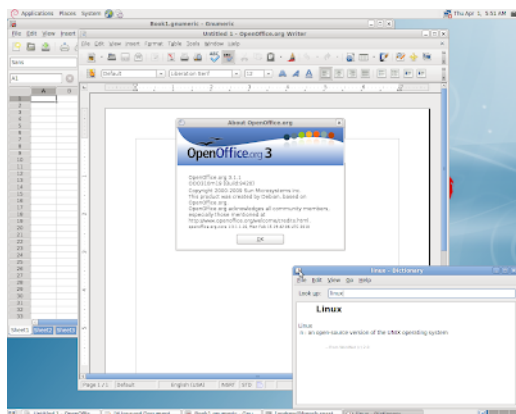 Applications Places System
Thu Apr 1, 5:51 AM
Book1.gnumeric - Gnumeric
File Edit View Insert
Sans
A1
A
Sheet1 Sheet2 Sheet3
Untitled 1 - OpenOffice.org Writer
File Edit View Insert Format Table Tools Window Help
Default
Liberation Serif
12
About OpenOffice.org
OpenOffice.org 3
OpenOffice.org 3.1.1
Copyright 2000-2009 Sun Microsystems Inc.
This product was created by Debian, based on
OpenOffice.org
OpenOffice.org acknowledges all community members,
especially those mentioned at
http://www.openoffice.org/welcome/credits.html.
OK
Page 1 / 1 Default English (USA) INSRT STD
linux - Dictionary
File Edit View Go Help
Look up: linux
Linux
Linux
n : an open-source version of the UNIX operating system